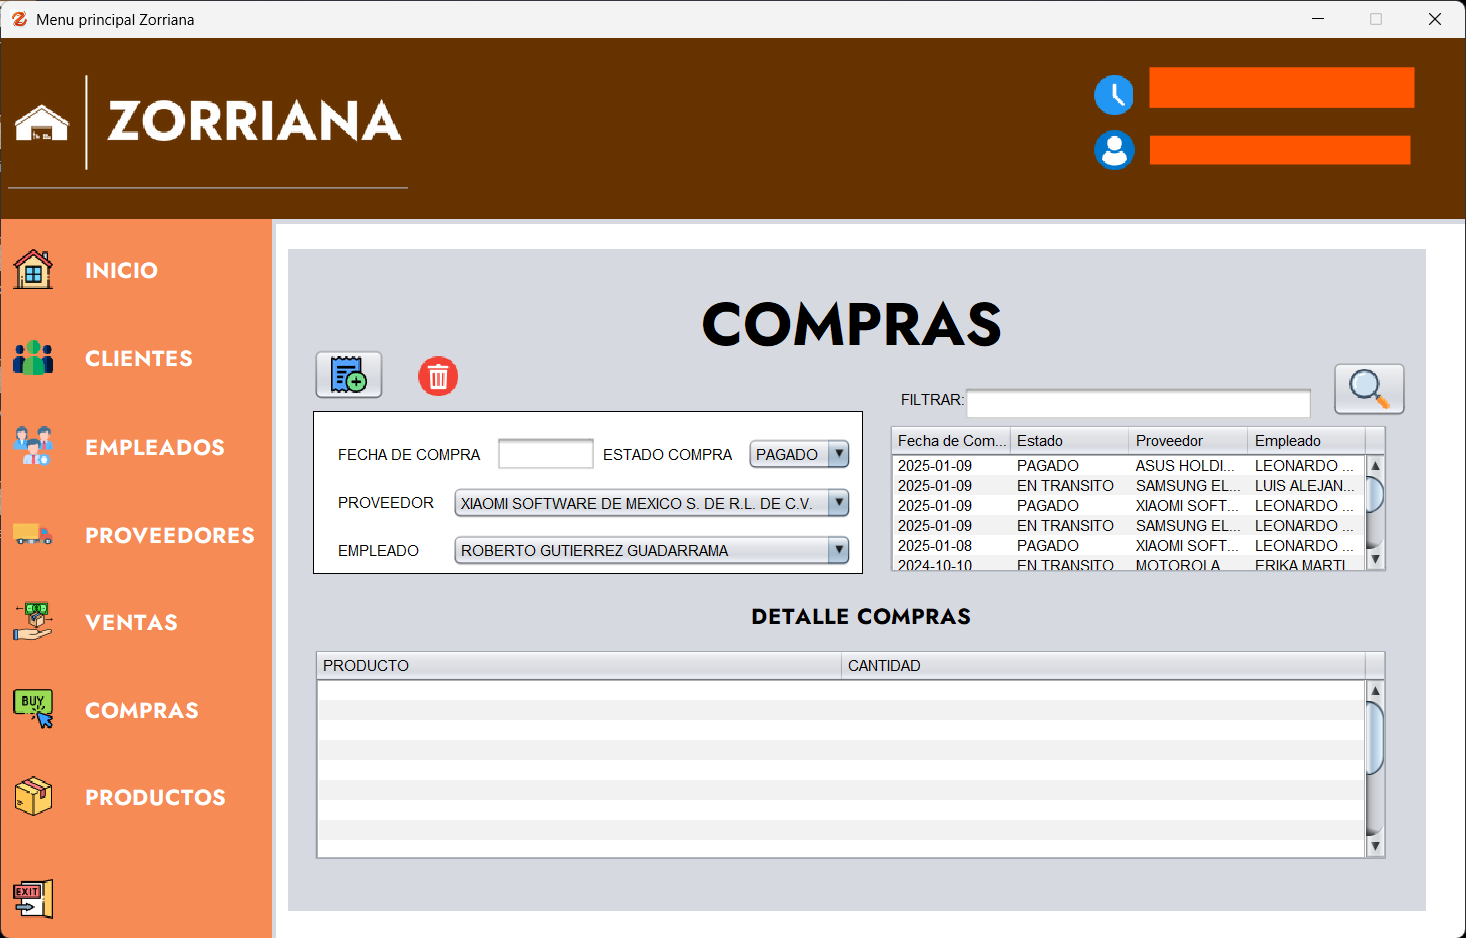 Menu principal Zorriana
ZORRIANA
INICIO
CLIENTES
EMPLEADOS
PROVEEDORES
VENTAS
BUY
COMPRAS
PRODUCTOS
EXIT
COMPRAS
FILTRAR:
FECHA DE COMPRA ESTADO COMPRA PAGADO
PROVEEDOR XIAOMI SOFTWARE DE MEXICO S. DE R.L. DE C.V.
EMPLEADO ROBERTO GUTIERREZ GUADARRAMA
Fecha de Com... Estado Proveedor Empleado
2025-01-09 PAGADO ASUS HOLDI... LEONARDO ...
2025-01-09 EN TRANSITO SAMSUNG EL... LUIS ALEJAN...
2025-01-09 PAGADO XIAOMI SOFT... LEONARDO ...
2025-01-09 EN TRANSITO SAMSUNG EL... LEONARDO ...
2025-01-08 PAGADO XIAOMI SOFT... LEONARDO ...
2024-10-10 EN TRANSITO MOTOROLA ERIKA MARTI
DETALLE COMPRAS
PRODUCTO CANTIDAD